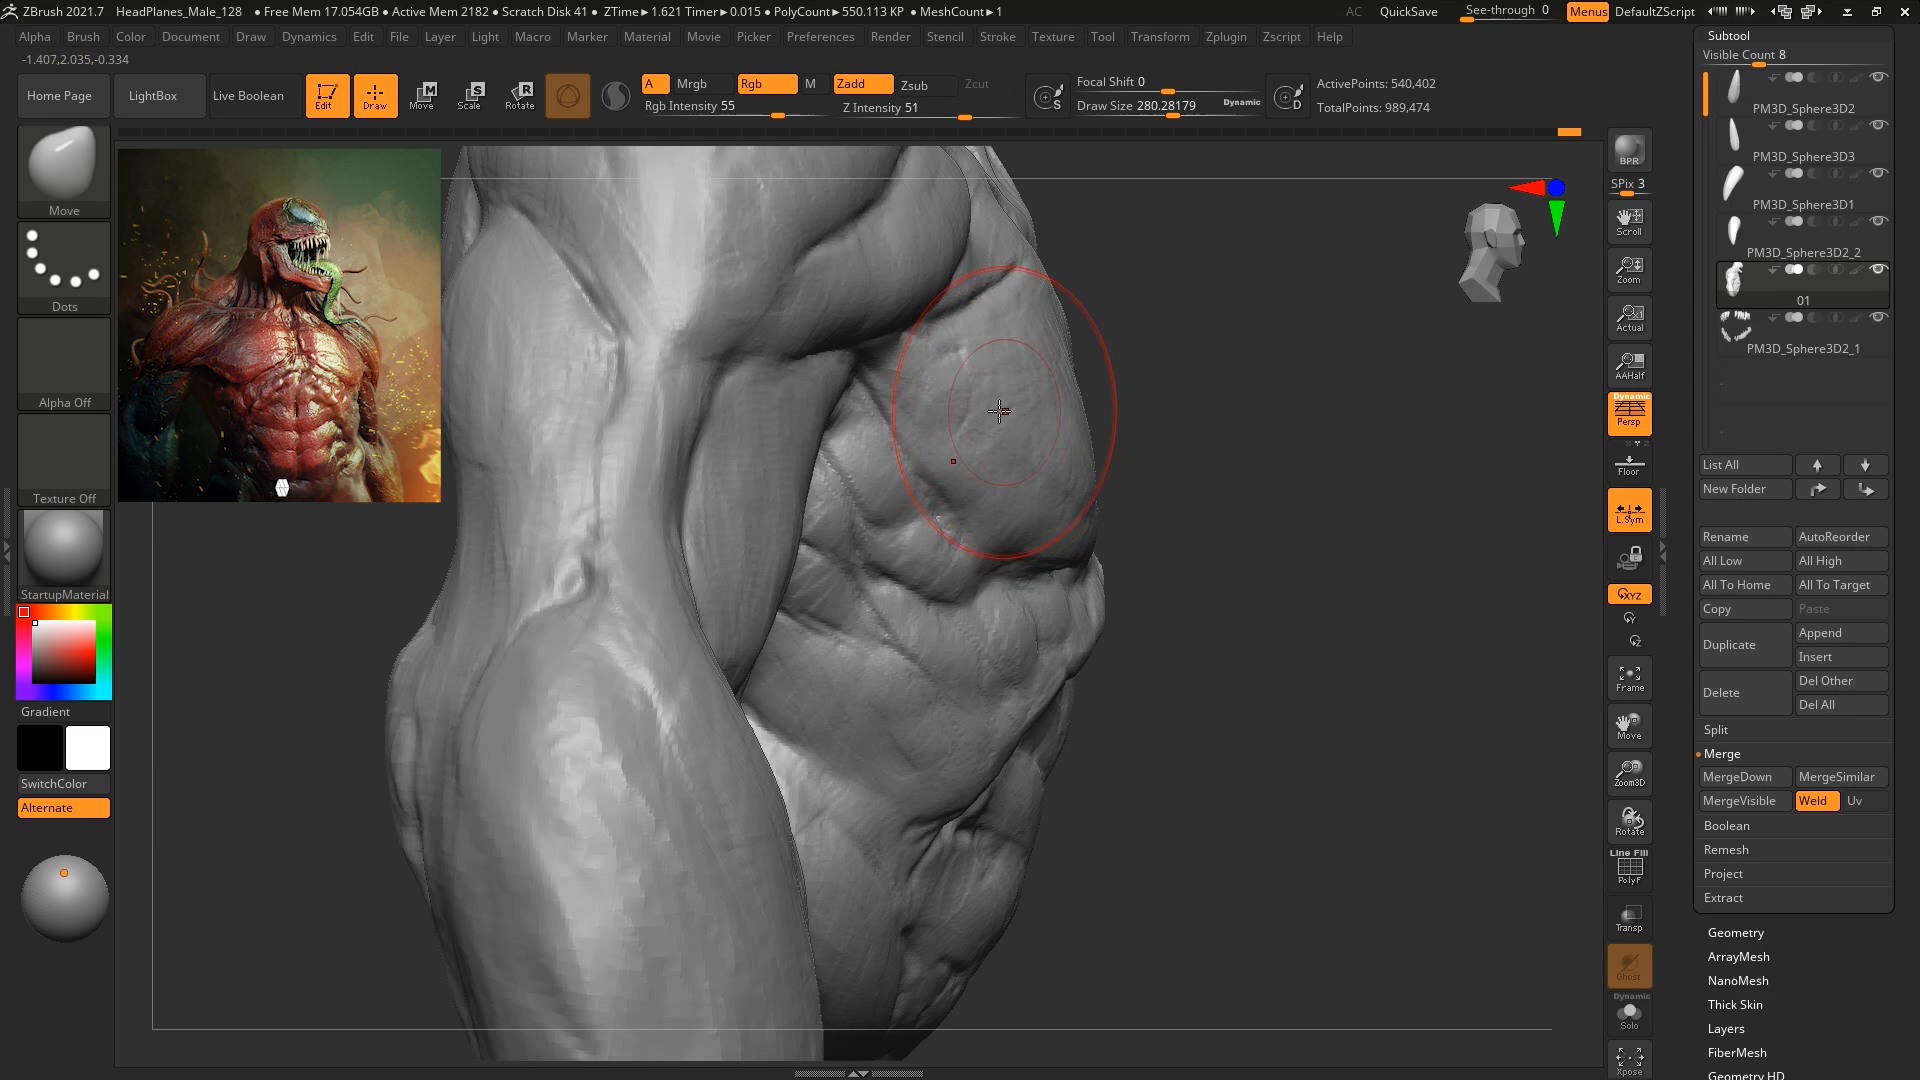 ZBrush 2021.7 HeadPlanes_Male_128 ● Free Mem 17.054GB ● Active Mem 2182 ● Scratch Disk 41 ● ZTime►1.621 Timer►0.015 ● PolyCount►550.113 KP ● MeshCount►1 AC QuickSave See-through 0 Menus DefaultZScript
Alpha Brush Color Document Draw Dynamics Edit File Layer Light Macro Marker Material Movie Picker Preferences Render Stencil Stroke Texture Tool Transform Zplugin Zscript Help
-1.407,2.035,-0.334
Home Page LightBox Live Boolean Edit Draw Move Scale Rotate
M S R
A Mrgb Rgb M Zadd Zsub Zcut
Rgb Intensity 55 Z Intensity 51
S Focal Shift 0
Draw Size 280.28179 Dynamic
D ActivePoints: 540,402
TotalPoints: 989,474
Move
Dots
Alpha Off
Texture Off
StartupMaterial
Gradient
SwitchColor
Alternate
BPR
SPix 3
Scroll
Zoom
Actual
AAHalf
Dynamic
Persp
Floor
L.Sym
XYZ
Y
Z
Frame
Move
Zoom3D
Rotate
Line Fill
PolyF
Transp
Ghost
Dynamic
Solo
Xpose
Subtool
Visible Count 8
PM3D_Sphere3D2
PM3D_Sphere3D3
PM3D_Sphere3D1
PM3D_Sphere3D2_2
01
PM3D_Sphere3D2_1
List All
New Folder
Rename AutoReorder
All Low All High
All To Home All To Target
Copy Paste
Duplicate Append
Insert
Delete Del Other
Del All
Split
Merge
MergeDown MergeSimilar
MergeVisible Weld Uv
Boolean
Remesh
Project
Extract
Geometry
ArrayMesh
NanoMesh
Thick Skin
Layers
FiberMesh
Geometry HD